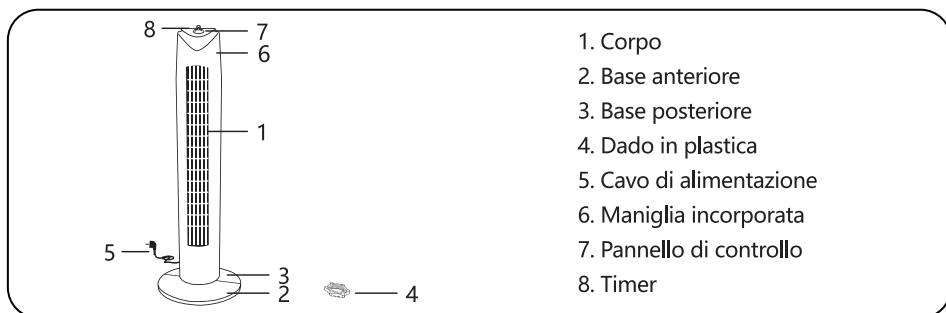 8
7
6
1
5
3
2
4
1. Corpo
2. Base anteriore
3. Base posteriore
4. Dado in plastica
5. Cavo di alimentazione
6. Maniglia incorporata
7. Pannello di controllo
8. Timer